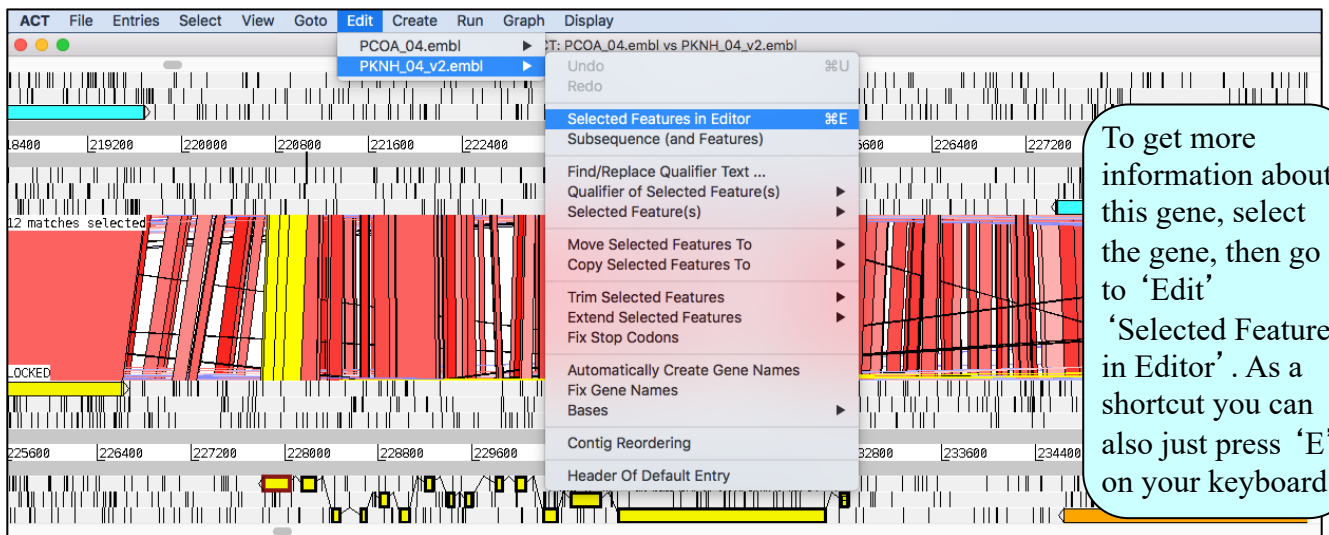 ACT File Entries Select View Goto Edit Create Run Graph Display
PCOA_04.embl
CT: PCOA_04.embl vs PKNH_04_v2.embl
PKNH_04_v2.embl
Undo ⌘U
Redo
Selected Features in Editor ⌘E
Subsequence (and Features)
Find/Replace Qualifier Text ...
Qualifier of Selected Feature(s)
Selected Feature(s)
Move Selected Features To
Copy Selected Features To
Trim Selected Features
Extend Selected Features
Fix Stop Codons
Automatically Create Gene Names
Fix Gene Names
Bases
Contig Reordering
Header Of Default Entry
18400 219200 220000 220800 221600 222400 5600 226400 227200
12 matches selected
LOCKED
225600 226400 227200 228000 228800 229600 32800 233600 234400
To get more
information about
this gene, select
the gene, then go
to ‘Edit’
‘Selected Feature
in Editor’. As a
shortcut you can
also just press ‘E’
on your keyboard